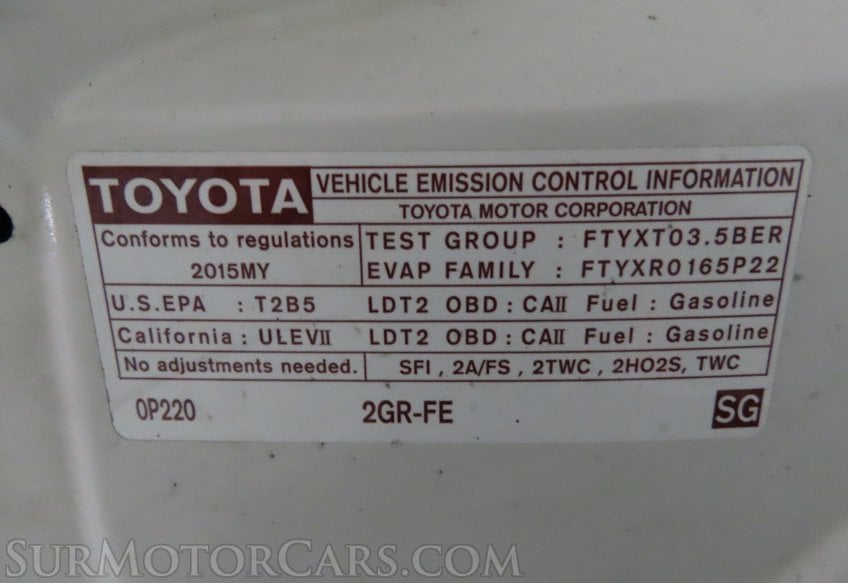 TOYOTA
VEHICLE EMISSION CONTROL INFORMATION
TOYOTA MOTOR CORPORATION
Conforms to regulations
2015MY
TEST GROUP : FTYXT03.5BER
EVAP FAMILY : FTYXR0165P22
U.S.EPA : T2B5 LDT2 OBD : CAII Fuel : Gasoline
California : ULEVII LDT2 OBD : CAII Fuel : Gasoline
No adjustments needed. SFI , 2A/FS , 2TWC , 2HO2S, TWC
0P220 2GR-FE SG
SURMOTORCARS.COM